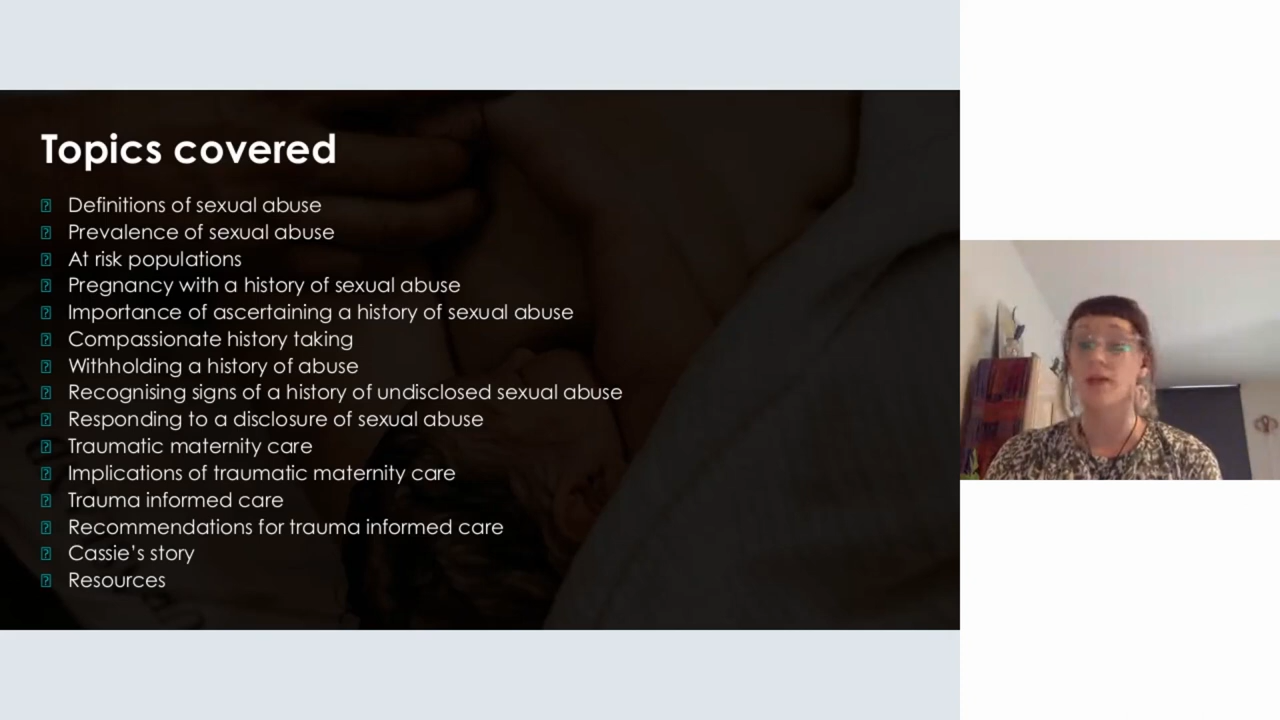 Topics covered
Definitions of sexual abuse
Prevalence of sexual abuse
At risk populations
Pregnancy with a history of sexual abuse
Importance of ascertaining a history of sexual abuse
Compassionate history taking
Withholding a history of abuse
Recognising signs of a history of undisclosed sexual abuse
Responding to a disclosure of sexual abuse
Traumatic maternity care
Implications of traumatic maternity care
Trauma informed care
Recommendations for trauma informed care
Cassie’s story
Resources